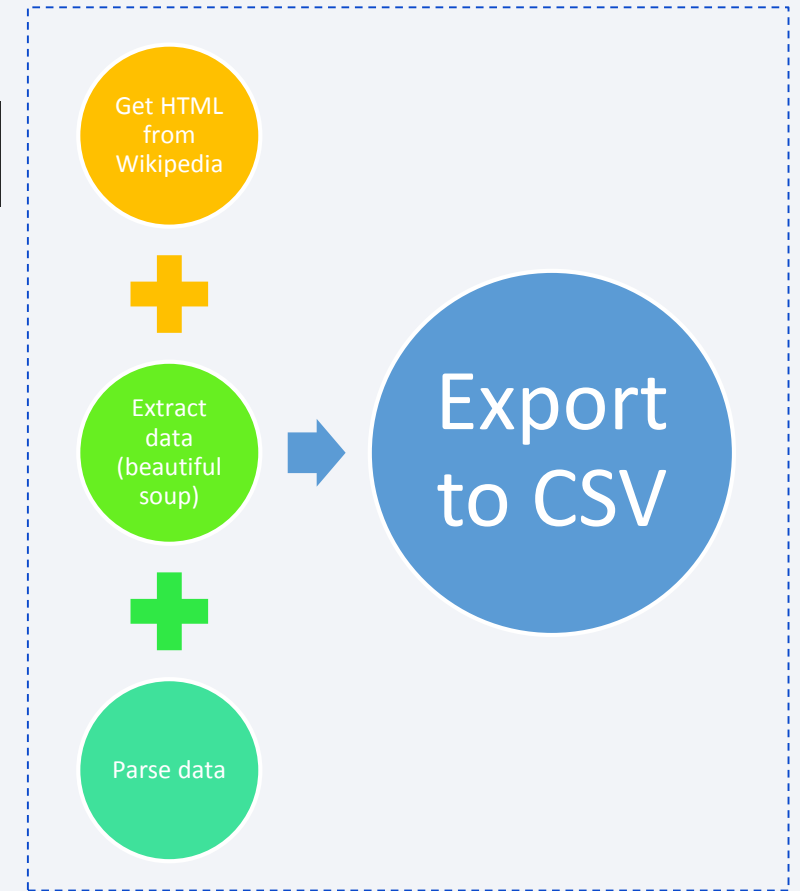 Get HTML
from
Wikipedia
Extract
data
(beautiful
soup)
Parse data
Export
to CSV